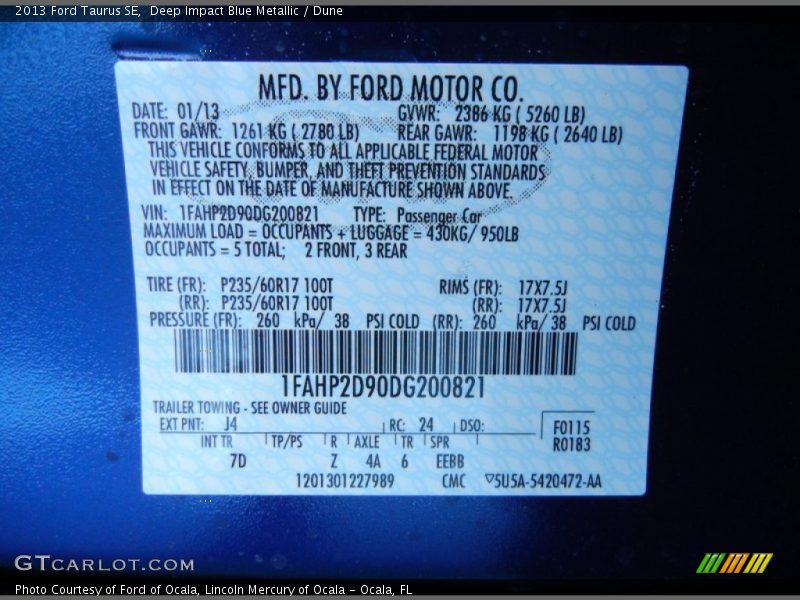 2013 Ford Taurus SE, Deep Impact Blue Metallic / Dune
MFD. BY FORD MOTOR CO.
DATE: 01/13 GVWR: 2386 KG ( 5260 LB)
FRONT GAWR: 1261 KG ( 2780 LB) REAR GAWR: 1198 KG ( 2640 LB)
THIS VEHICLE CONFORMS TO ALL APPLICABLE FEDERAL MOTOR
VEHICLE SAFETY, BUMPER, AND THEFT PREVENTION STANDARDS
IN EFFECT ON THE DATE OF MANUFACTURE SHOWN ABOVE.
VIN: 1FAHP2D90DG200821 TYPE: Passenger Car
MAXIMUM LOAD = OCCUPANTS + LUGGAGE = 430KG/ 950LB
OCCUPANTS = 5 TOTAL; 2 FRONT, 3 REAR
TIRE (FR): P235/60R17 100T RIMS (FR): 17X7.5J
(RR): P235/60R17 100T (RR): 17X7.5J
PRESSURE (FR): 260 kPa/ 38 PSI COLD (RR): 260 kPa/ 38 PSI COLD
1FAHP2D90DG200821
TRAILER TOWING - SEE OWNER GUIDE
EXT PNT: J4 RC: 24 DSO: F0115
INT TR TP/PS R AXLE TR SPR R0183
7D Z 4A 6 EEBB
1201301227989 CMC ▽5U5A-5420472-AA
GTCARLOT.COM
Photo Courtesy of Ford of Ocala, Lincoln Mercury of Ocala - Ocala, FL